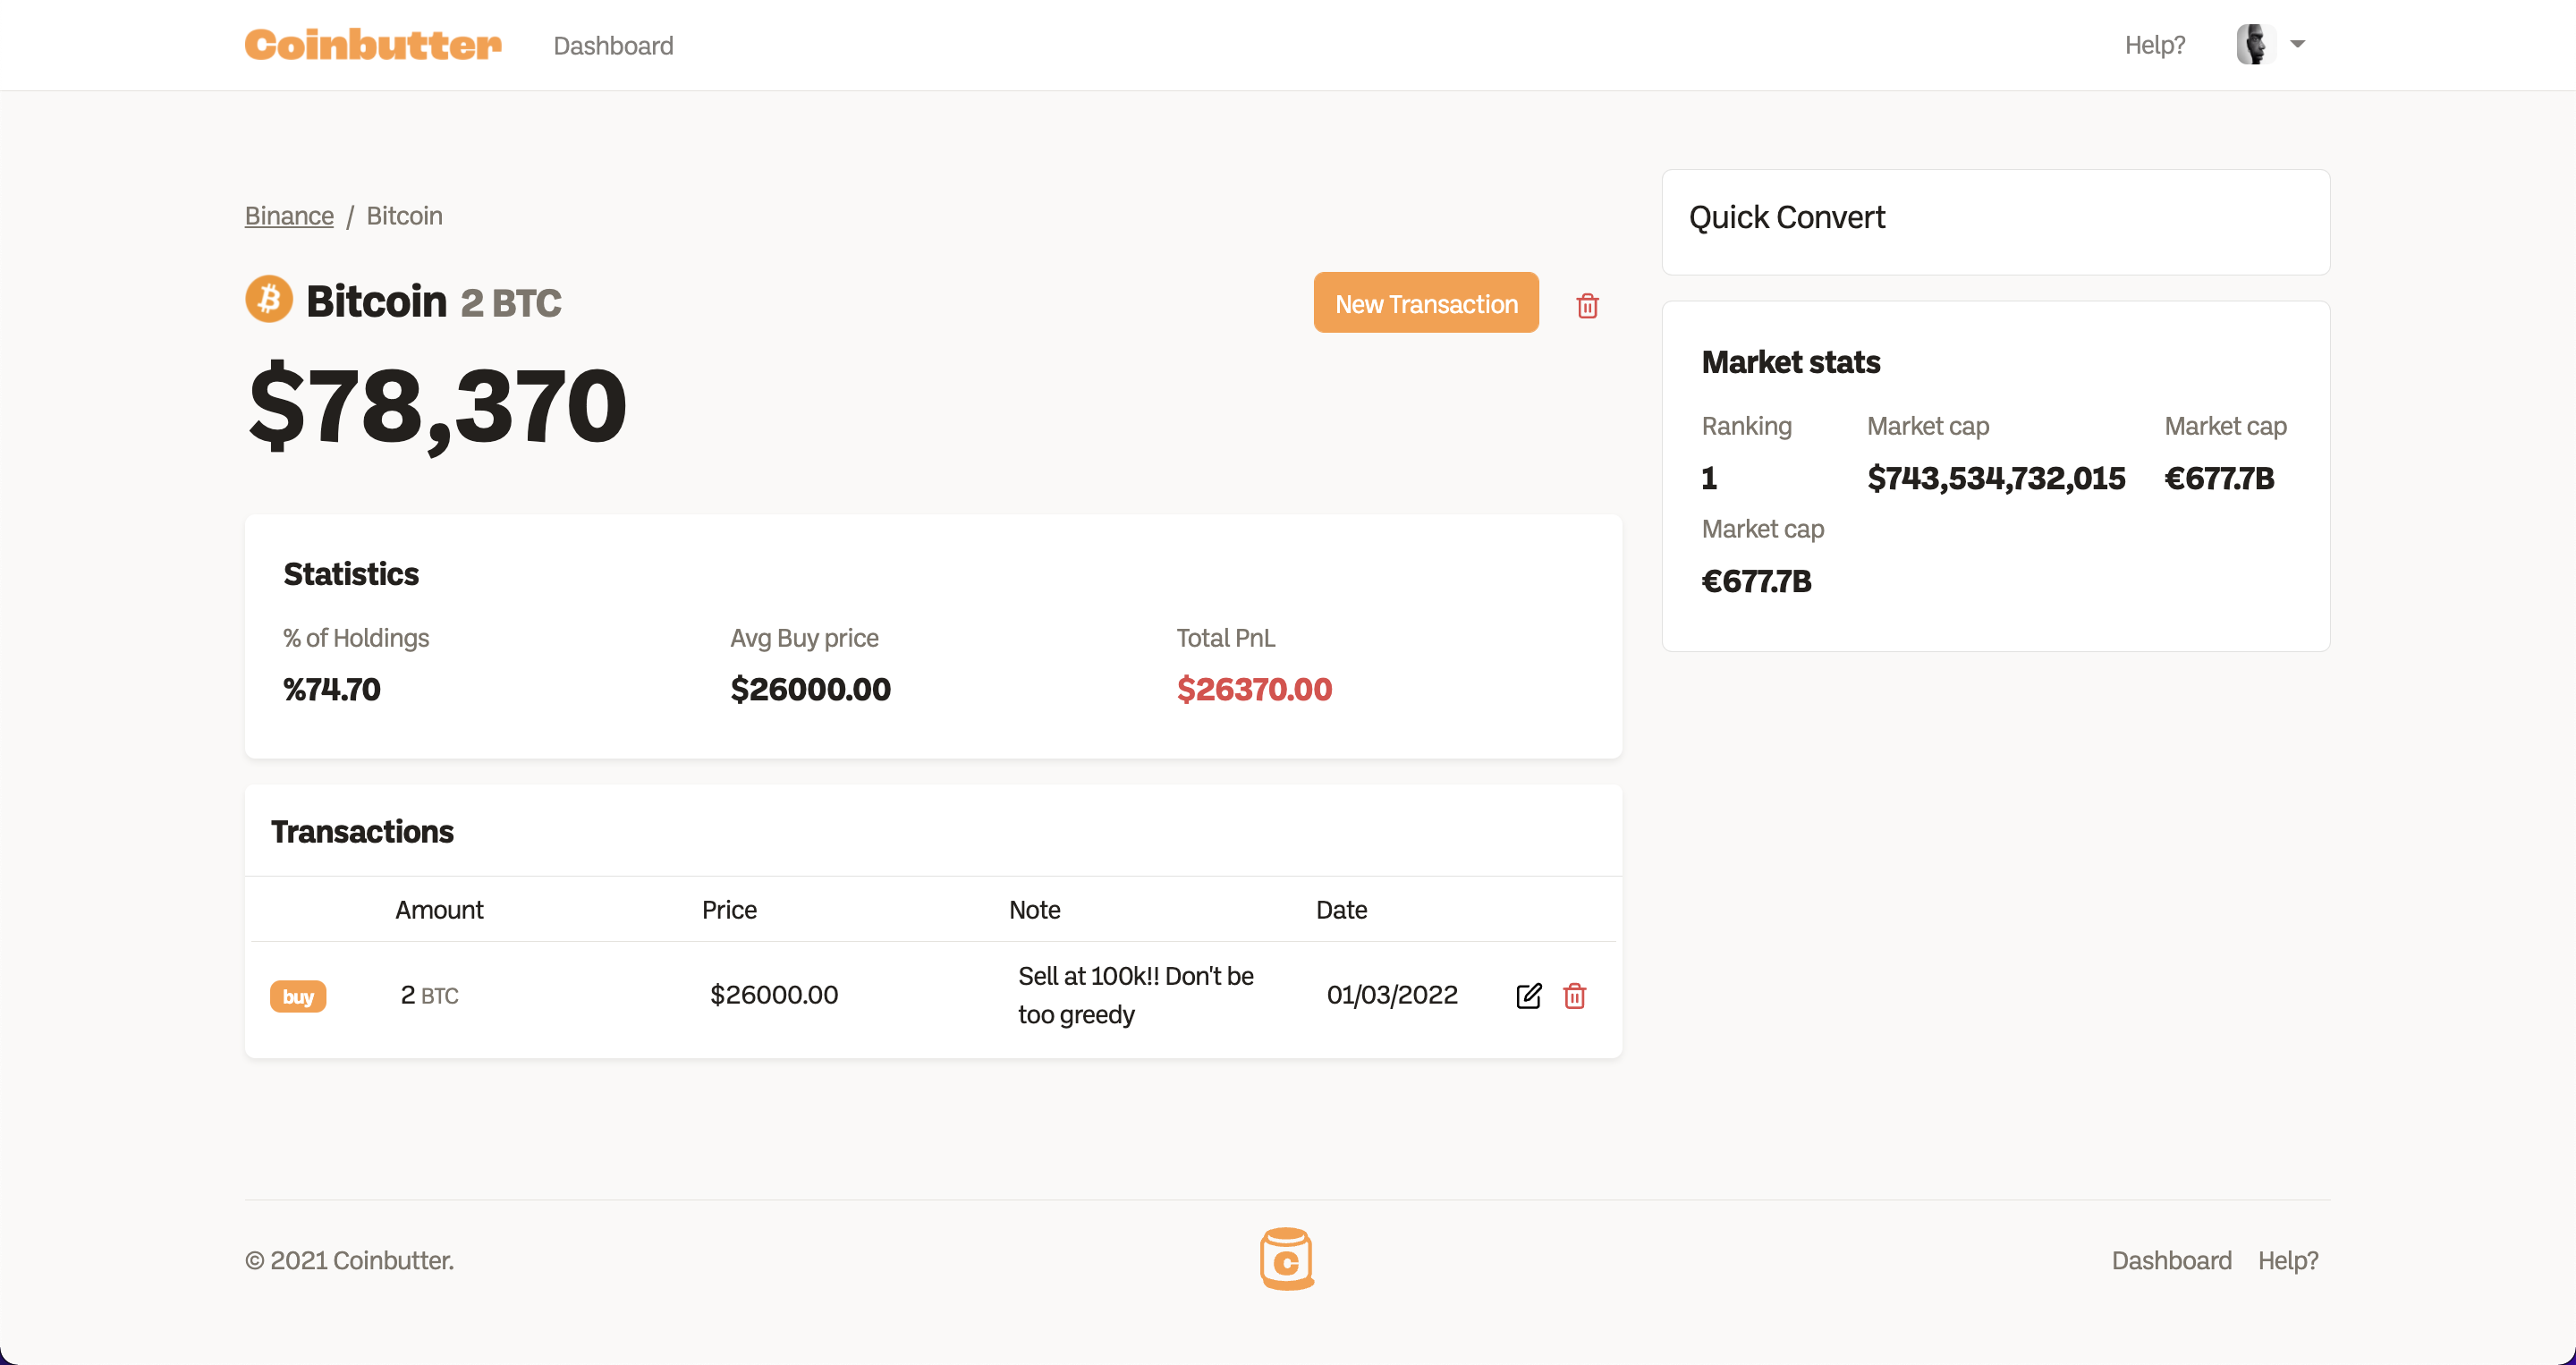 Coinbutter Dashboard Help?
Binance / Bitcoin
Bitcoin 2 BTC
New Transaction
$78,370
Statistics
% of Holdings Avg Buy price Total PnL
%74.70 $26000.00 $26370.00
Transactions
Amount Price Note Date
buy 2 BTC $26000.00 Sell at 100k!! Don't be 01/03/2022
too greedy
Quick Convert
Market stats
Ranking Market cap Market cap
1 $743,534,732,015 €677.7B
Market cap
€677.7B
© 2021 Coinbutter. C Dashboard Help?